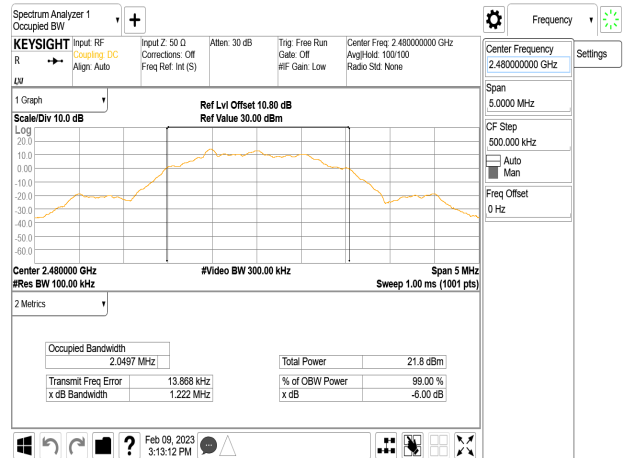 Spectrum Analyzer 1
Occupied BW
Frequency
KEYSIGHT
R
Input: RF
Coupling: DC
Align: Auto
Input Z: 50 Ω
Corrections: Off
Freq Ref: Int (S)
Atten: 30 dB
Trig: Free Run
Gate: Off
#IF Gain: Low
Center Freq: 2.480000000 GHz
Avg|Hold: 100/100
Radio Std: None
Center Frequency
2.480000000 GHz
Settings
Span
5.0000 MHz
CF Step
500.000 kHz
Auto
Man
Freq Offset
0 Hz
1 Graph
Scale/Div 10.0 dB
Ref Lvl Offset 10.80 dB
Ref Value 30.00 dBm
Log
20.0
10.0
0.00
-10.0
-20.0
-30.0
-40.0
-50.0
-60.0
Center 2.480000 GHz
#Res BW 100.00 kHz
#Video BW 300.00 kHz
Span 5 MHz
Sweep 1.00 ms (1001 pts)
2 Metrics
Occupied Bandwidth
2.0497 MHz
Total Power 21.8 dBm
Transmit Freq Error 13.868 kHz
x dB Bandwidth 1.222 MHz
% of OBW Power 99.00 %
x dB -6.00 dB
?
Feb 09, 2023
3:13:12 PM